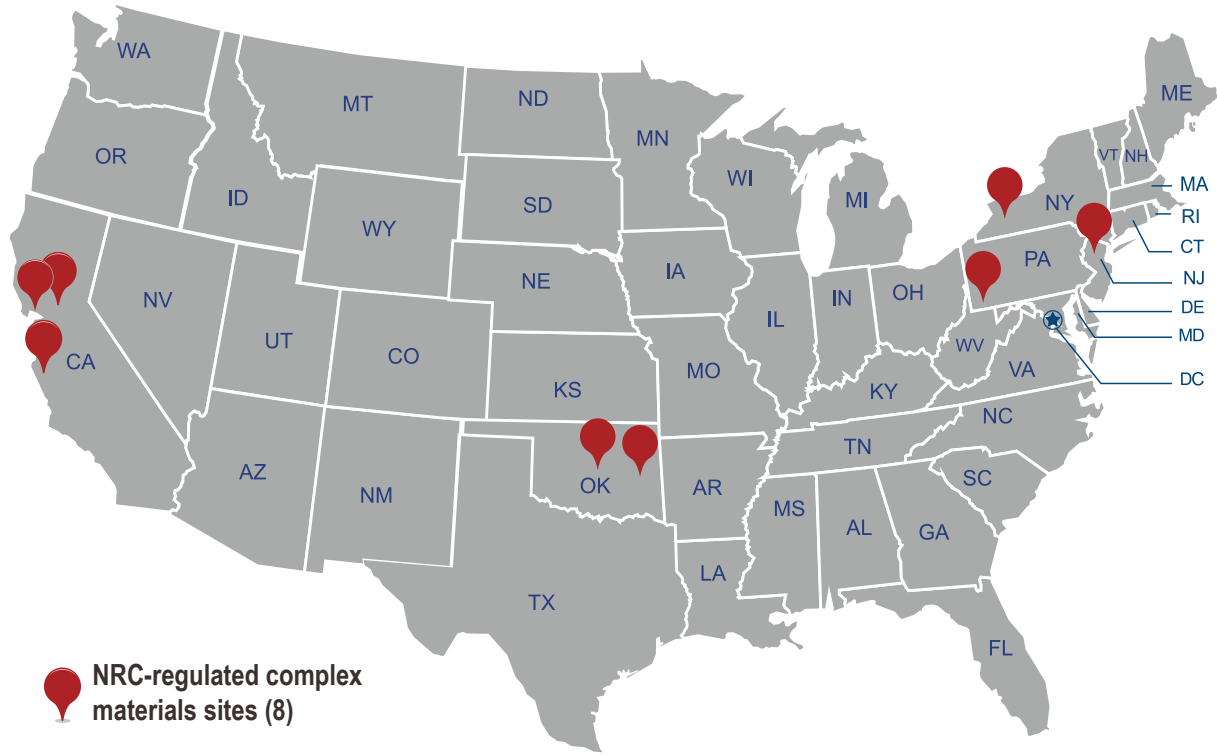 WA
MT
ND
MN
ME
OR
ID
SD
WI
MI
VT
NH
NY
MA
RI
CT
WY
IA
PA
NJ
NE
NV
UT
CO
IL
IN
OH
DE
MD
WV
VA
DC
CA
KS
MO
KY
NC
AZ
NM
OK
AR
TN
SC
MS
AL
GA
TX
LA
FL
NRC-regulated complex
materials sites (8)